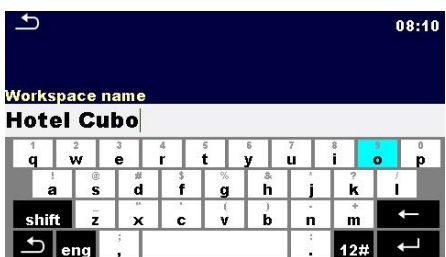 08:10
Workspace name
Hotel Cubo
1 2 3 4 5 6 7 8 9 0
q w e r t y u i o p
! @ # $ % & * ? /
a s d f g h j k l
_ " ' ( ) - +
shift z x c v b n m
; :
eng , . 12#